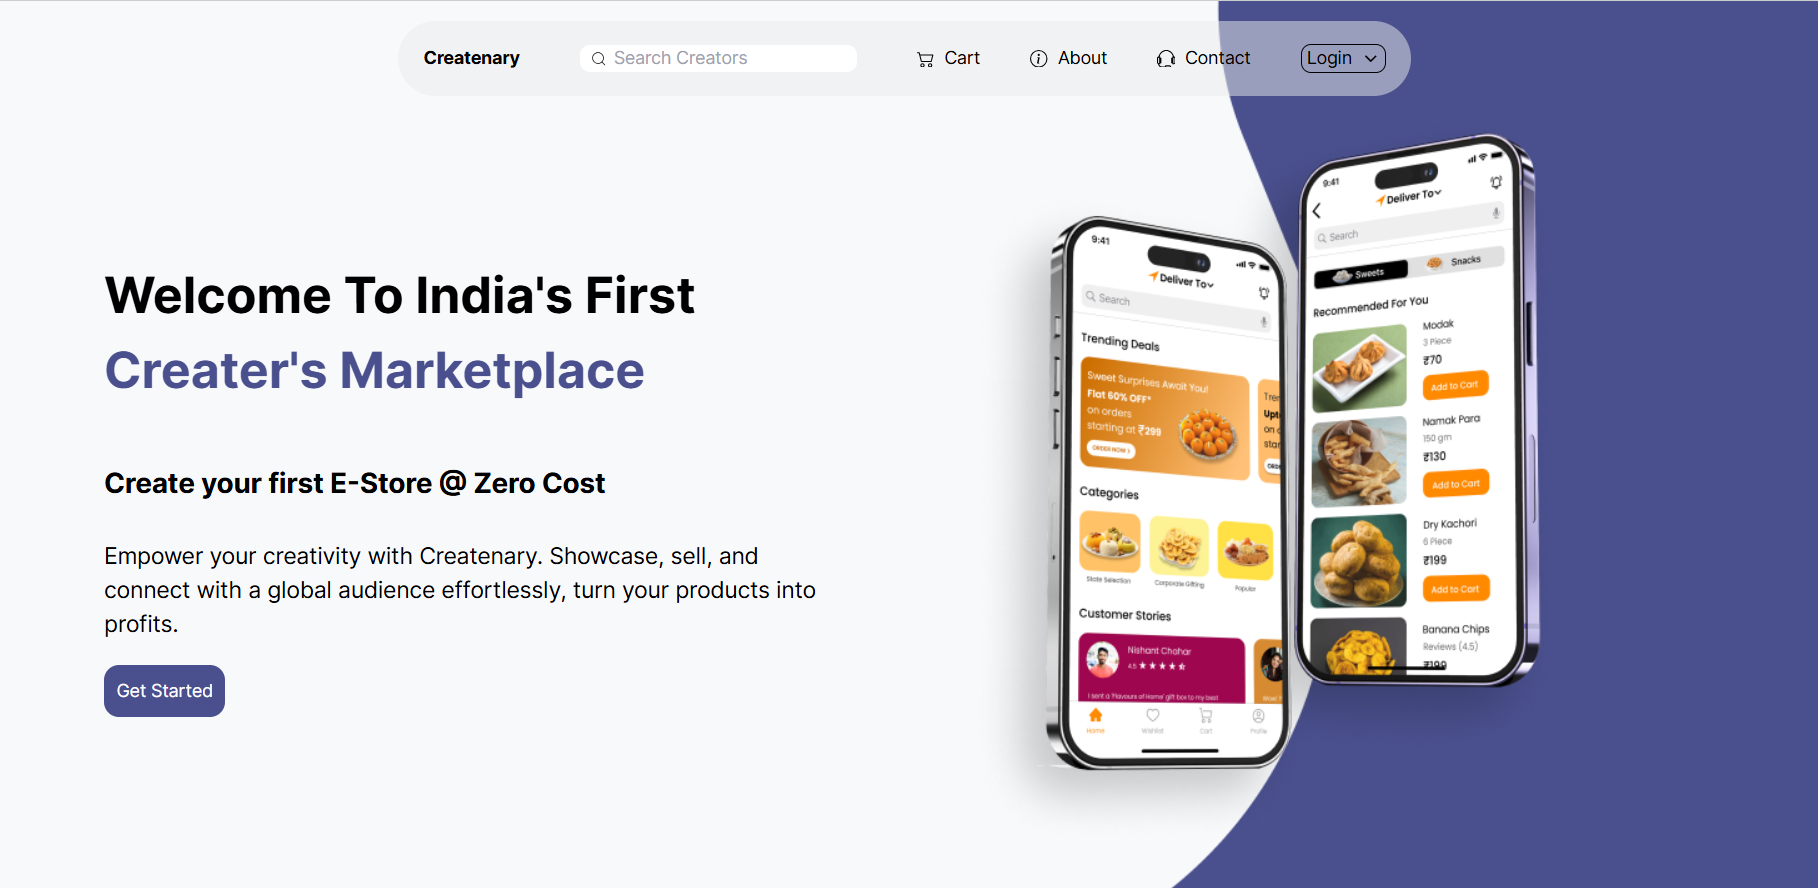 Createnary
Search Creators
Cart
About
Contact
Login
Welcome To India's First
Creater's Marketplace
Create your first E-Store @ Zero Cost
Empower your creativity with Createnary. Showcase, sell, and
connect with a global audience effortlessly, turn your products into
profits.
Get Started
9:41
Deliver To
Search
Trending Deals
Sweet Surprises Await You!
Flat 60% OFF*
on orders
starting at ₹299
ORDER NOW >
Categories
State Selection
Corporate Gifting
Popular
Customer Stories
Nishant Chohar
4.5 ★ ★ ★ ★
I sent a 'Flavours of Home' gift box to my best
Home
Wishlist
Cart
Profile
9:41
Deliver To
Search
Sweets
Snacks
Recommended For You
Modak
3 Piece
₹70
Add to Cart
Namak Para
150 gm
₹130
Add to Cart
Dry Kachori
6 Piece
₹199
Add to Cart
Banana Chips
Reviews (4.5)
₹199